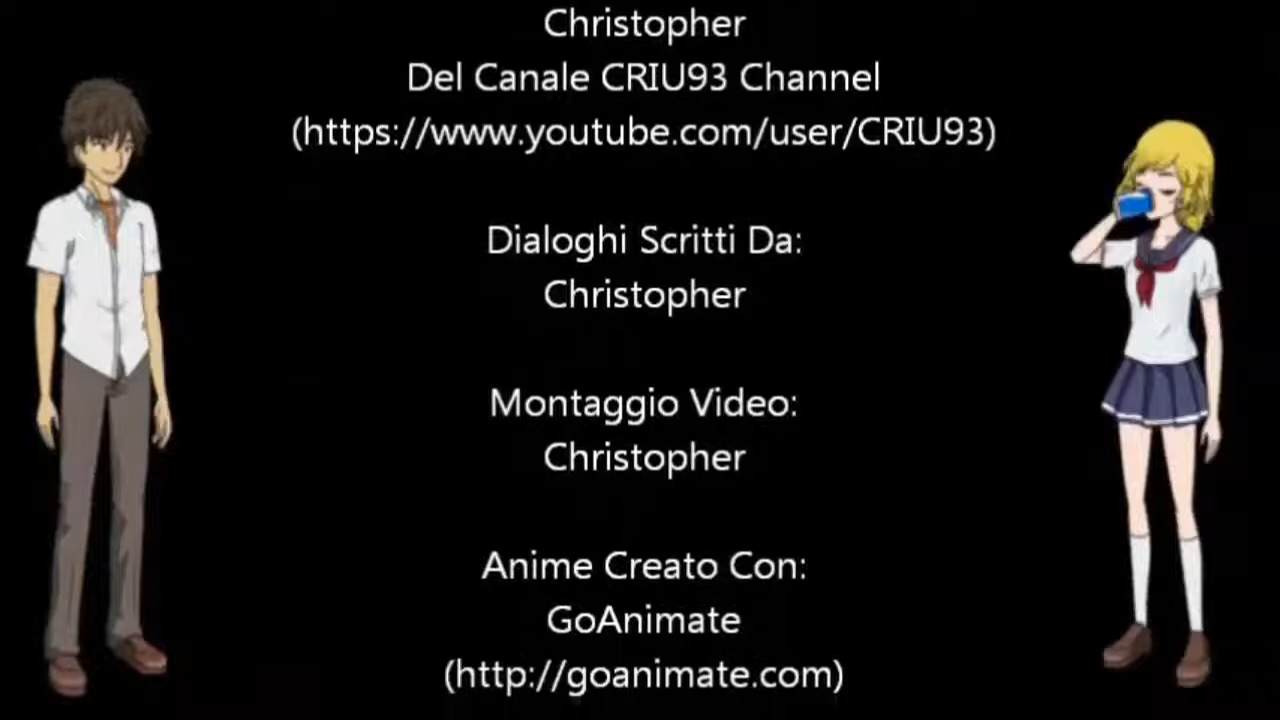 Christopher
Del Canale CRIU93 Channel
(https://www.youtube.com/user/CRIU93)
Dialoghi Scritti Da:
Christopher
Montaggio Video:
Christopher
Anime Creato Con:
GoAnimate
(http://goanimate.com)